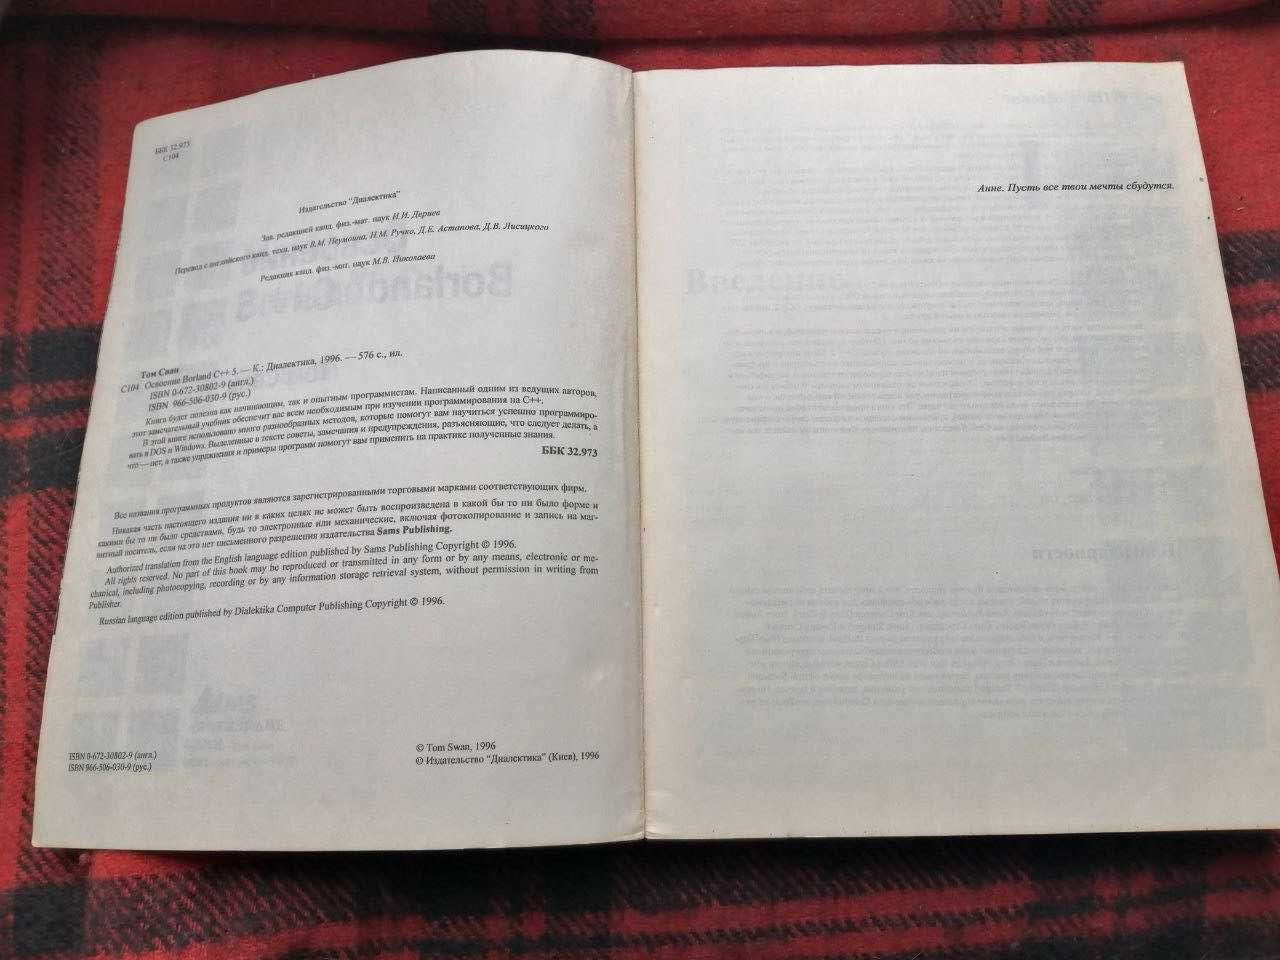 ББК 32.973
С104
Издательство "Диалектика"
Зав. редакцией канд. физ.-мат. наук Н.И. Дериев
Перевод с английского канд. техн. наук В.М. Неумоина, Н.М. Ручко, Д.Б. Астапова, Д.В. Лисицкого
Редакция канд. физ.-мат. наук М.В. Николаева
Том Сван
С104 Освоение Borland C++ 5. — К.: Диалектика, 1996. — 576 с., ил.
ISBN 0-672-30802-9 (англ.)
ISBN 966-506-030-9 (рус.)
Книга будет полезна как начинающим, так и опытным программистам. Написанный одним из ведущих авторов,
этот замечательный учебник обеспечит вас всем необходимым при изучении программирования на C++.
В этой книге использовано много разнообразных методов, которые помогут вам научиться успешно программиро-
вать в DOS и Windows. Выделенные в тексте советы, замечания и предупреждения, разъясняющие, что следует делать, а
что — нет, а также упражнения и примеры программ помогут вам применить на практике полученные знания.
ББК 32.973
Все названия программных продуктов являются зарегистрированными торговыми марками соответствующих фирм.
Никакая часть настоящего издания ни в каких целях не может быть воспроизведена в какой бы то ни было форме и
какими бы то ни было средствами, будь то электронные или механические, включая фотокопирование и запись на маг-
нитный носитель, если на это нет письменного разрешения издательства Sams Publishing.
Authorized translation from the English language edition published by Sams Publishing Copyright © 1996.
All rights reserved. No part of this book may be reproduced or transmitted in any form or by any means, electronic or me-
chanical, including photocopying, recording or by any information storage retrieval system, without permission in writing from
Publisher.
Russian language edition published by Dialektika Computer Publishing Copyright © 1996.
ISBN 0-672-30802-9 (англ.)
ISBN 966-506-030-9 (рус.)
© Tom Swan, 1996
© Издательство "Диалектика" (Киев), 1996
Анне. Пусть все твои мечты сбудутся.